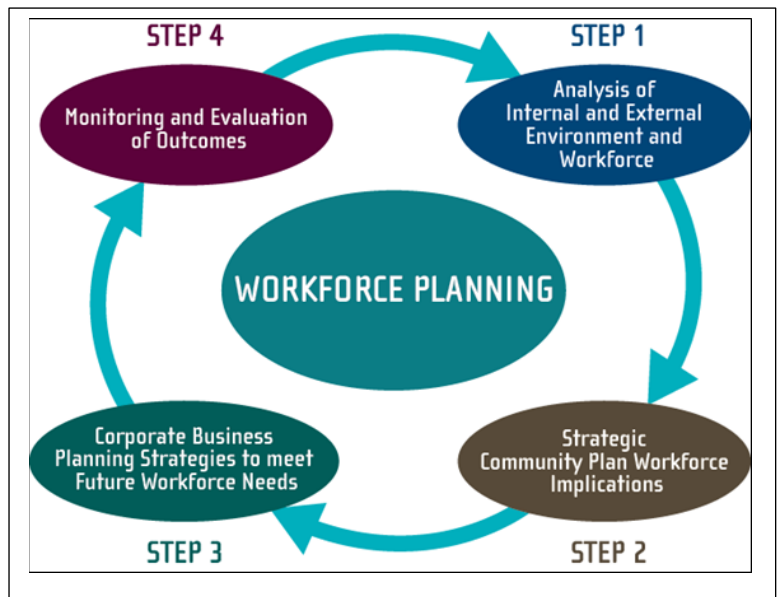 STEP 4
Monitoring and Evaluation
of Outcomes
STEP 1
Analysis of
Internal and External
Environment and
Workforce
WORKFORCE PLANNING
Corporate Business
Planning Strategies to meet
Future Workforce Needs
STEP 3
Strategic
Community Plan Workforce
Implications
STEP 2